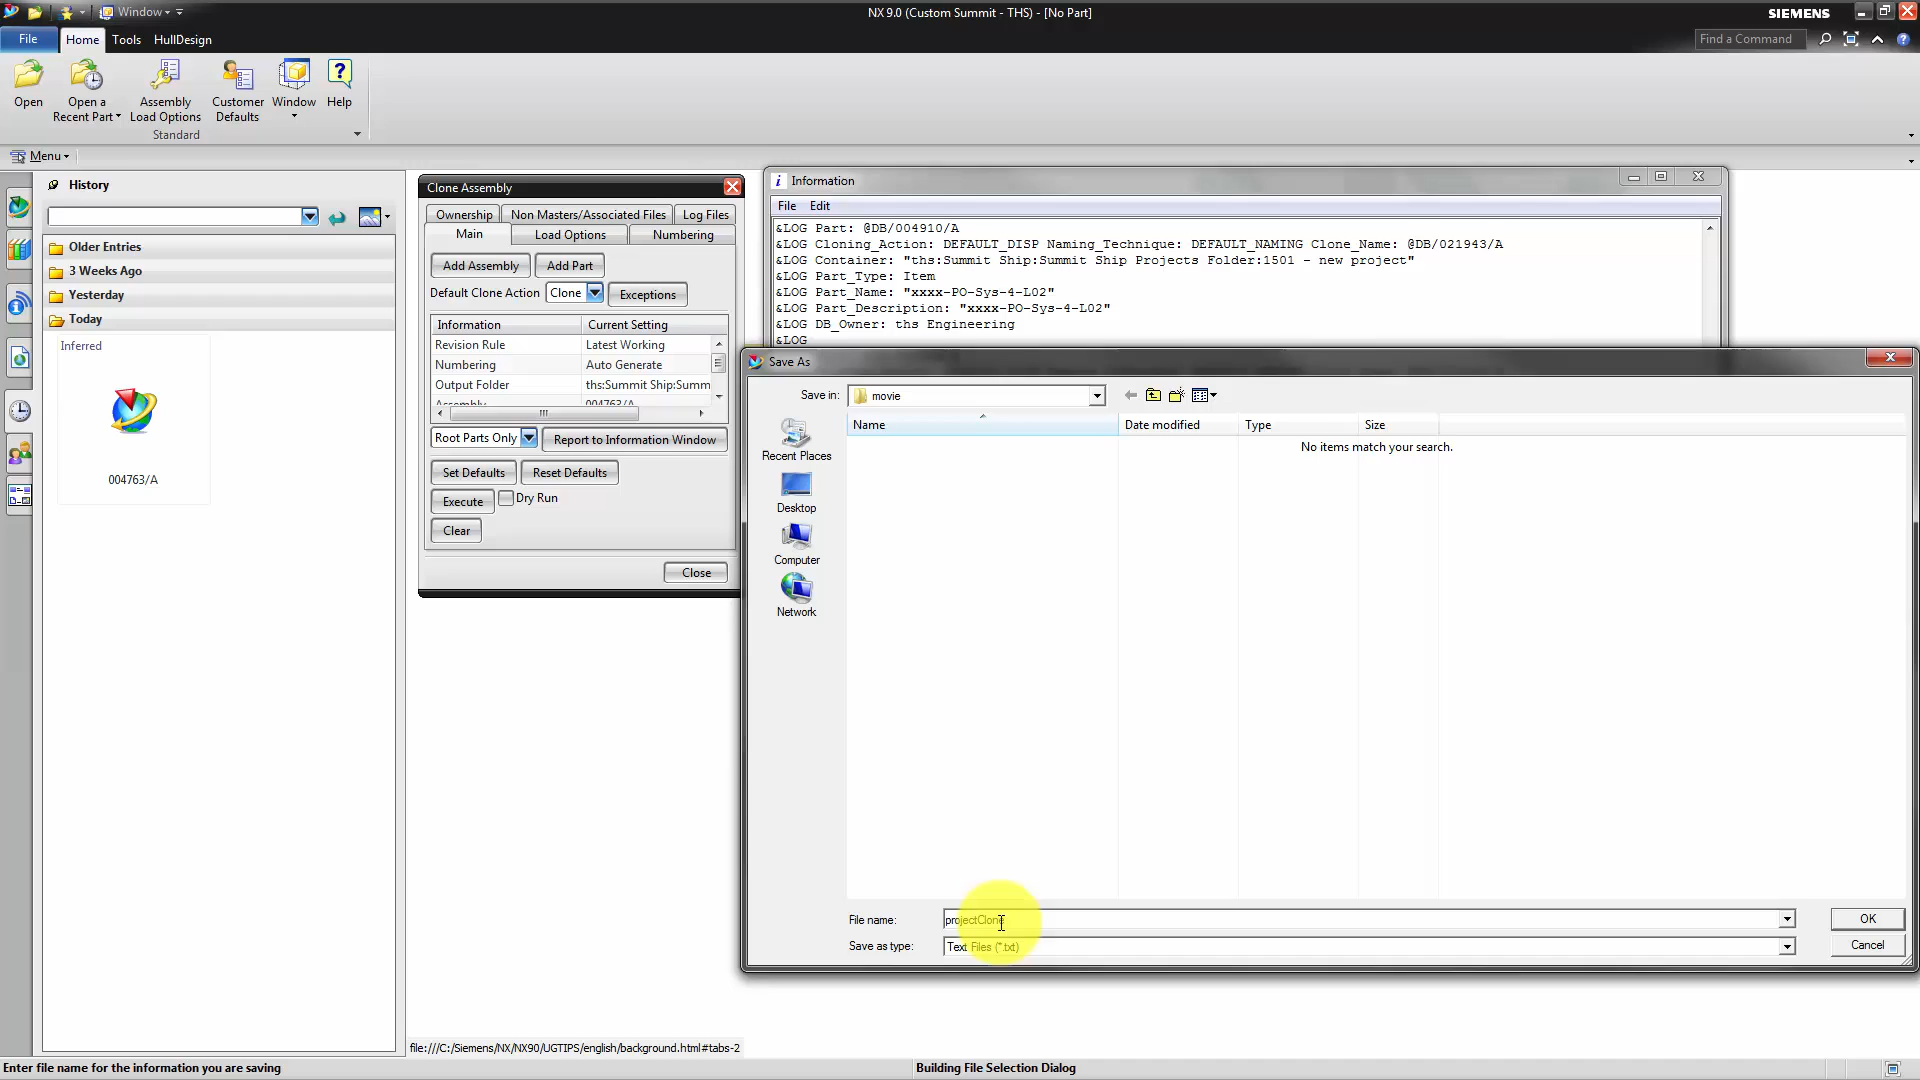 Window
NX 9.0 (Custom Summit - THS) - [No Part]
SIEMENS
File
Home
Tools
HullDesign
Find a Command
Open
Open a Recent Part
Assembly Load Options
Customer Defaults
Window
Help
Standard
Menu
History
Older Entries
3 Weeks Ago
Yesterday
Today
Inferred
004763/A
Clone Assembly
Ownership
Non Masters/Associated Files
Log Files
Main
Load Options
Numbering
Add Assembly
Add Part
Default Clone Action
Clone
Exceptions
Information
Current Setting
Revision Rule
Latest Working
Numbering
Auto Generate
Output Folder
ths:Summit Ship:Summ
Root Parts Only
Report to Information Window
Set Defaults
Reset Defaults
Execute
Dry Run
Clear
Close
Information
File
Edit
&LOG Part: @DB/004910/A
&LOG Cloning_Action: DEFAULT_DISP Naming_Technique: DEFAULT_NAMING Clone_Name: @DB/021943/A
&LOG Container: "ths:Summit Ship:Summit Ship Projects Folder:1501 - new project"
&LOG Part_Type: Item
&LOG Part_Name: "xxxx-PO-Sys-4-L02"
&LOG Part_Description: "xxxx-PO-Sys-4-L02"
&LOG DB_Owner: ths Engineering
&LOG
Save As
Save in:
movie
Name
Date modified
Type
Size
No items match your search.
Recent Places
Desktop
Computer
Network
File name:
projectClone
OK
Save as type:
Text Files (*.txt)
Cancel
file:///C:/Siemens/NX/NX90/UGTIPS/english/background.html#tabs-2
Enter file name for the information you are saving
Building File Selection Dialog